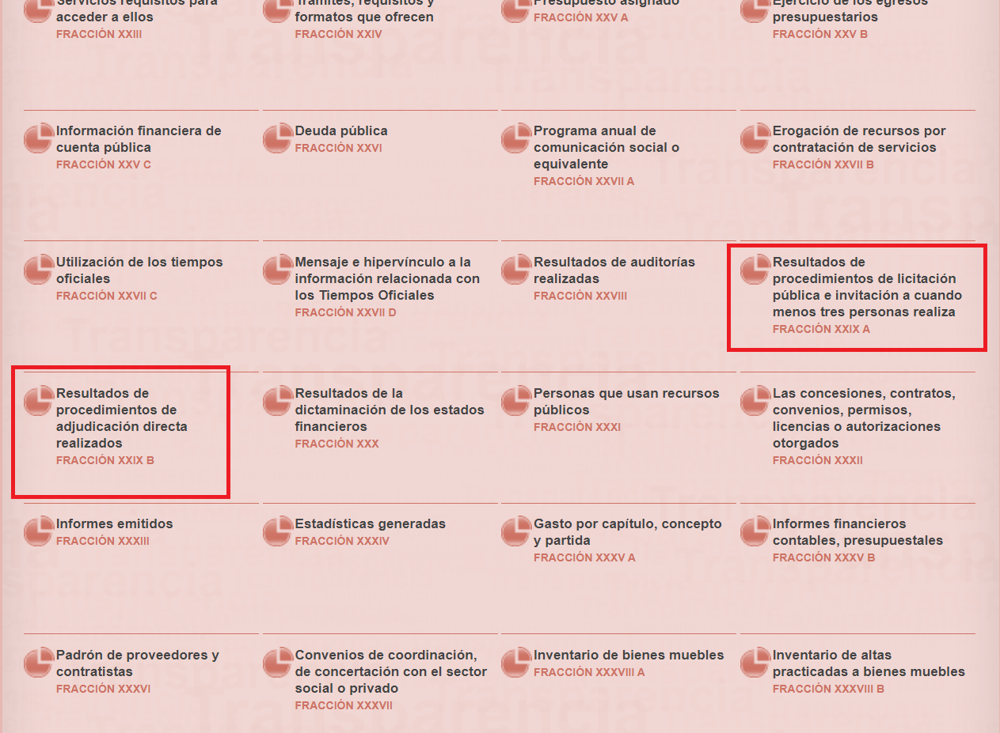 Servicios requisitos para
acceder a ellos
FRACCIÓN XXIII
Trámites, requisitos y
formatos que ofrecen
FRACCIÓN XXIV
Presupuesto asignado
FRACCIÓN XXV A
Ejercicio de los egresos
presupuestarios
FRACCIÓN XXV B
Información financiera de
cuenta pública
FRACCIÓN XXV C
Deuda pública
FRACCIÓN XXVI
Programa anual de
comunicación social o
equivalente
FRACCIÓN XXVII A
Erogación de recursos por
contratación de servicios
FRACCIÓN XXVII B
Utilización de los tiempos
oficiales
FRACCIÓN XXVII C
Mensaje e hipervínculo a la
información relacionada con
los Tiempos Oficiales
FRACCIÓN XXVII D
Resultados de auditorías
realizadas
FRACCIÓN XXVIII
Resultados de
procedimientos de licitación
pública e invitación a cuando
menos tres personas realiza
FRACCIÓN XXIX A
Resultados de
procedimientos de
adjudicación directa
realizados
FRACCIÓN XXIX B
Resultados de la
dictaminación de los estados
financieros
FRACCIÓN XXX
Personas que usan recursos
públicos
FRACCIÓN XXXI
Las concesiones, contratos,
convenios, permisos,
licencias o autorizaciones
otorgados
FRACCIÓN XXXII
Informes emitidos
FRACCIÓN XXXIII
Estadísticas generadas
FRACCIÓN XXXIV
Gasto por capítulo, concepto
y partida
FRACCIÓN XXXV A
Informes financieros
contables, presupuestales
FRACCIÓN XXXV B
Padrón de proveedores y
contratistas
FRACCIÓN XXXVI
Convenios de coordinación,
de concertación con el sector
social o privado
FRACCIÓN XXXVII
Inventario de bienes muebles
FRACCIÓN XXXVIII A
Inventario de altas
practicadas a bienes muebles
FRACCIÓN XXXVIII B